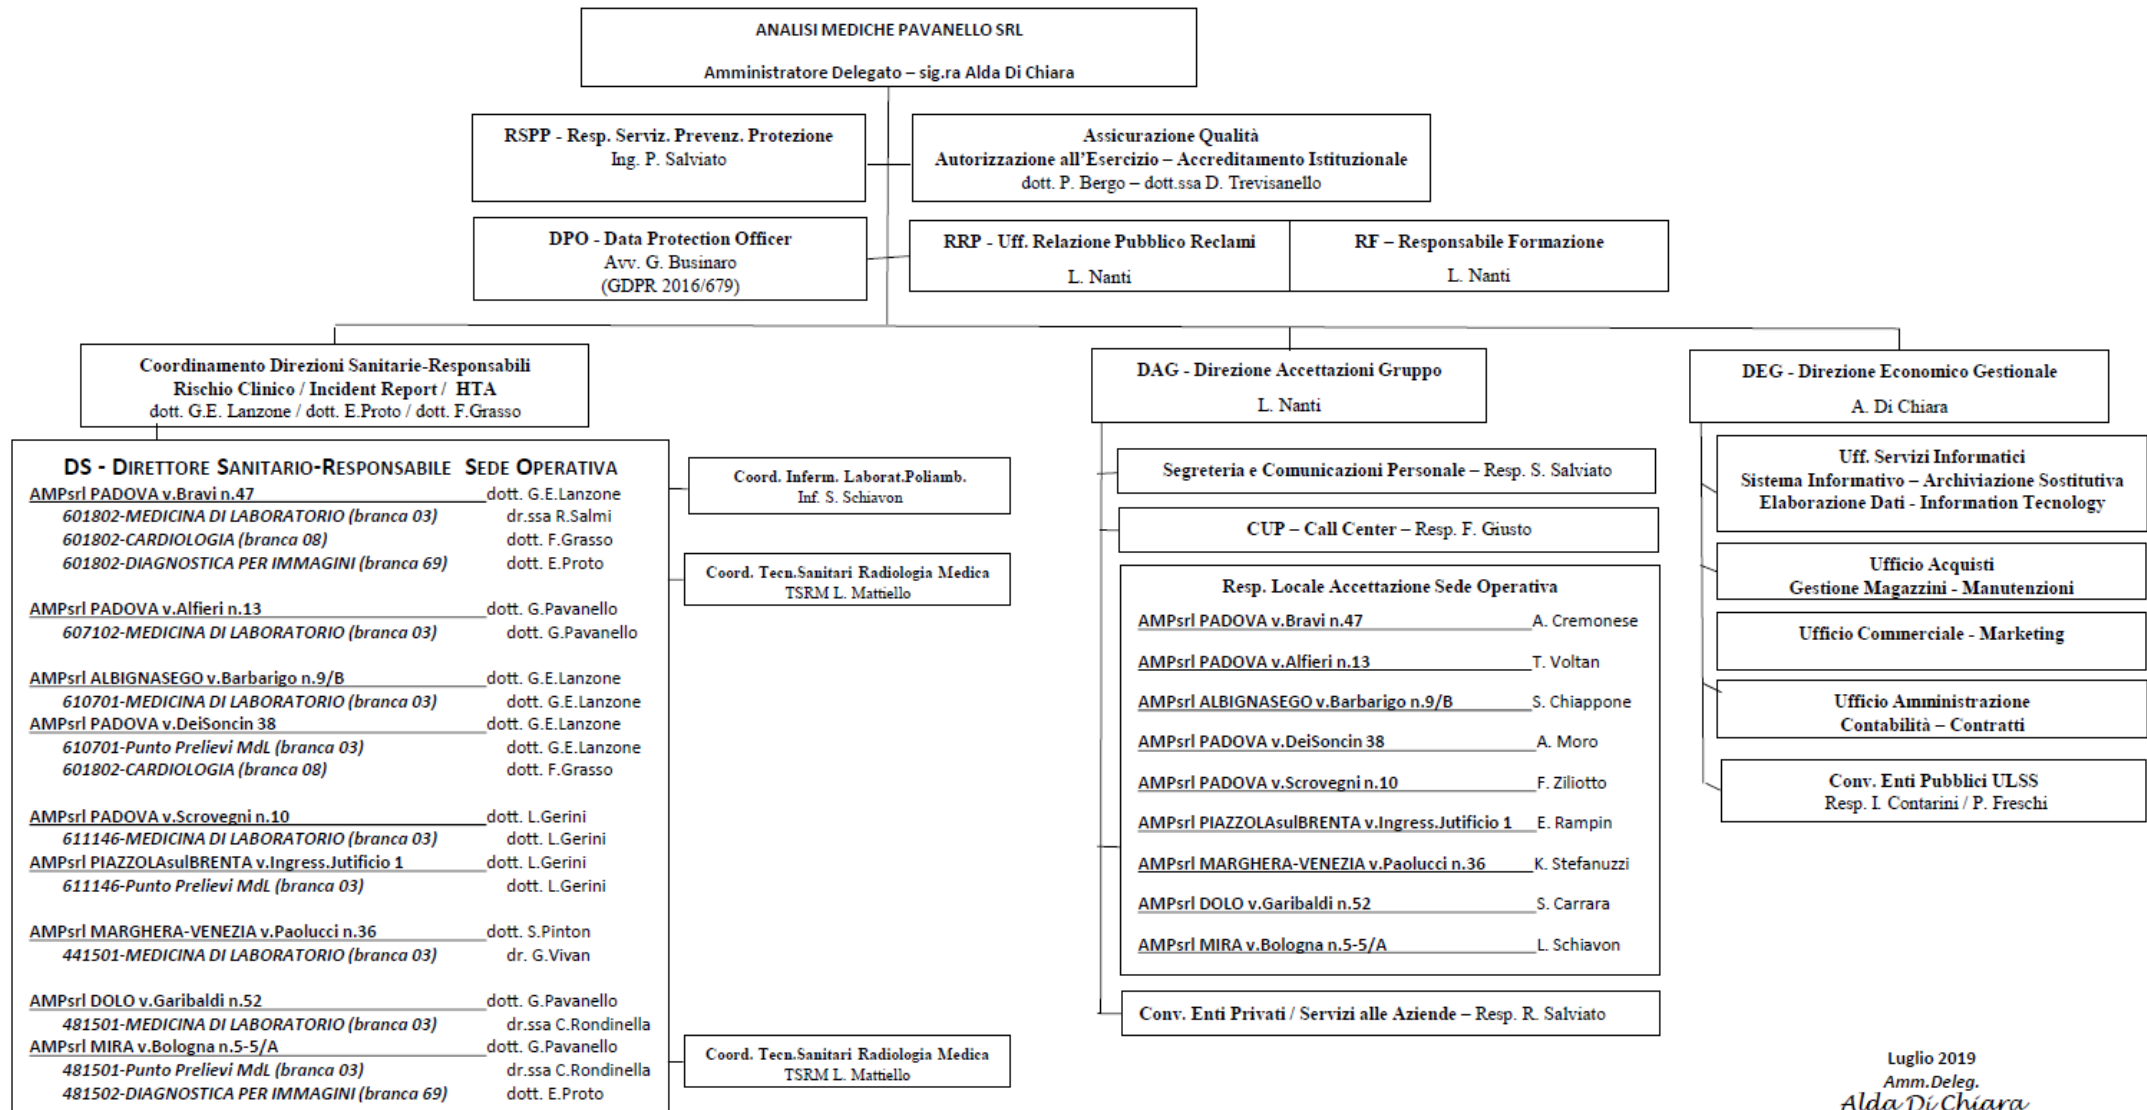 ANALISI MEDICHE PAVANELLO SRL
Amministratore Delegato – sig.ra Alda Di Chiara
RSPP - Resp. Serviz. Prevenz. Protezione
Ing. P. Salviato
Assicurazione Qualità
Autorizzazione all'Esercizio – Accreditamento Istituzionale
dott. P. Bergo – dott.ssa D. Trevisanello
DPO - Data Protection Officer
Avv. G. Businaro
(GDPR 2016/679)
RRP - Uff. Relazione Pubblico Reclami
L. Nanti
RF – Responsabile Formazione
L. Nanti
Coordinamento Direzioni Sanitarie-Responsabili
Rischio Clinico / Incident Report / HTA
dott. G.E. Lanzone / dott. E.Proto / dott. F.Grasso
DS - DIRETTORE SANITARIO-RESPONSABILE SEDE OPERATIVA
AMPsrl PADOVA v.Bravi n.47 dott. G.E.Lanzone
601802-MEDICINA DI LABORATORIO (branca 03) dr.ssa R.Salmi
601802-CARDIOLOGIA (branca 08) dott. F.Grasso
601802-DIAGNOSTICA PER IMMAGINI (branca 69) dott. E.Proto
AMPsrl PADOVA v.Alfieri n.13 dott. G.Pavanello
607102-MEDICINA DI LABORATORIO (branca 03) dott. G.Pavanello
AMPsrl ALBIGNASEGO v.Barbarigo n.9/B dott. G.E.Lanzone
610701-MEDICINA DI LABORATORIO (branca 03) dott. G.E.Lanzone
AMPsrl PADOVA v.DeiSoncin 38 dott. G.E.Lanzone
610701-Punto Prelievi MdL (branca 03) dott. G.E.Lanzone
601802-CARDIOLOGIA (branca 08) dott. F.Grasso
AMPsrl PADOVA v.Scrovegni n.10 dott. L.Gerini
611146-MEDICINA DI LABORATORIO (branca 03) dott. L.Gerini
AMPsrl PIAZZOLAsulBRENTA v.Ingress.Jutificio 1 dott. L.Gerini
611146-Punto Prelievi MdL (branca 03) dott. L.Gerini
AMPsrl MARGHERA-VENEZIA v.Paolucci n.36 dott. S.Pinton
441501-MEDICINA DI LABORATORIO (branca 03) dr. G.Vivan
AMPsrl DOLO v.Garibaldi n.52 dott. G.Pavanello
481501-MEDICINA DI LABORATORIO (branca 03) dr.ssa C.Rondinella
AMPsrl MIRA v.Bologna n.5-5/A dott. G.Pavanello
481501-Punto Prelievi MdL (branca 03) dr.ssa C.Rondinella
481502-DIAGNOSTICA PER IMMAGINI (branca 69) dott. E.Proto
Coord. Inferm. Laborat.Poliamb.
Inf. S. Schiavon
Coord. Tecn.Sanitari Radiologia Medica
TSRM L. Mattiello
Coord. Tecn.Sanitari Radiologia Medica
TSRM L. Mattiello
DAG - Direzione Accettazioni Gruppo
L. Nanti
Segreteria e Comunicazioni Personale – Resp. S. Salviato
CUP – Call Center – Resp. F. Giusto
Resp. Locale Accettazione Sede Operativa
AMPsrl PADOVA v.Bravi n.47 A. Cremonese
AMPsrl PADOVA v.Alfieri n.13 T. Voltan
AMPsrl ALBIGNASEGO v.Barbarigo n.9/B S. Chiappone
AMPsrl PADOVA v.DeiSoncin 38 A. Moro
AMPsrl PADOVA v.Scrovegni n.10 F. Ziliotto
AMPsrl PIAZZOLAsulBRENTA v.Ingress.Jutificio 1 E. Rampin
AMPsrl MARGHERA-VENEZIA v.Paolucci n.36 K. Stefanuzzi
AMPsrl DOLO v.Garibaldi n.52 S. Carrara
AMPsrl MIRA v.Bologna n.5-5/A L. Schiavon
Conv. Enti Privati / Servizi alle Aziende – Resp. R. Salviato
DEG - Direzione Economico Gestionale
A. Di Chiara
Uff. Servizi Informatici
Sistema Informativo – Archiviazione Sostitutiva
Elaborazione Dati - Information Tecnology
Ufficio Acquisti
Gestione Magazzini - Manutenzioni
Ufficio Commerciale - Marketing
Ufficio Amministrazione
Contabilità – Contratti
Conv. Enti Pubblici ULSS
Resp. I. Contarini / P. Freschi
Luglio 2019
Amm.Deleg.
Alda Di Chiara